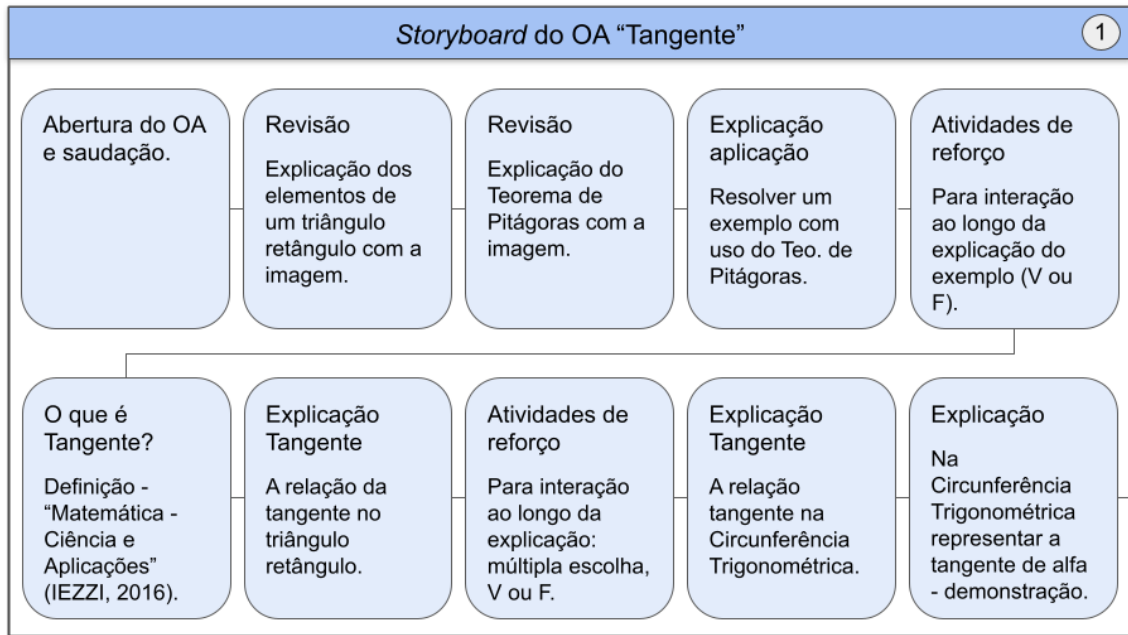 Storyboard do OA “Tangente”
1
Abertura do OA
e saudação.
Revisão
Explicação dos
elementos de
um triângulo
retângulo com a
imagem.
Revisão
Explicação do
Teorema de
Pitágoras com a
imagem.
Explicação
aplicação
Resolver um
exemplo com
uso do Teo. de
Pitágoras.
Atividades de
reforço
Para interação
ao longo da
explicação do
exemplo (V ou
F).
O que é
Tangente?
Definição -
“Matemática -
Ciência e
Aplicações”
(IEZZI, 2016).
Explicação
Tangente
A relação da
tangente no
triângulo
retângulo.
Atividades de
reforço
Para interação
ao longo da
explicação:
múltipla escolha,
V ou F.
Explicação
Tangente
A relação
tangente na
Circunferência
Trigonométrica.
Explicação
Na
Circunferência
Trigonométrica
representar a
tangente de alfa
- demonstração.